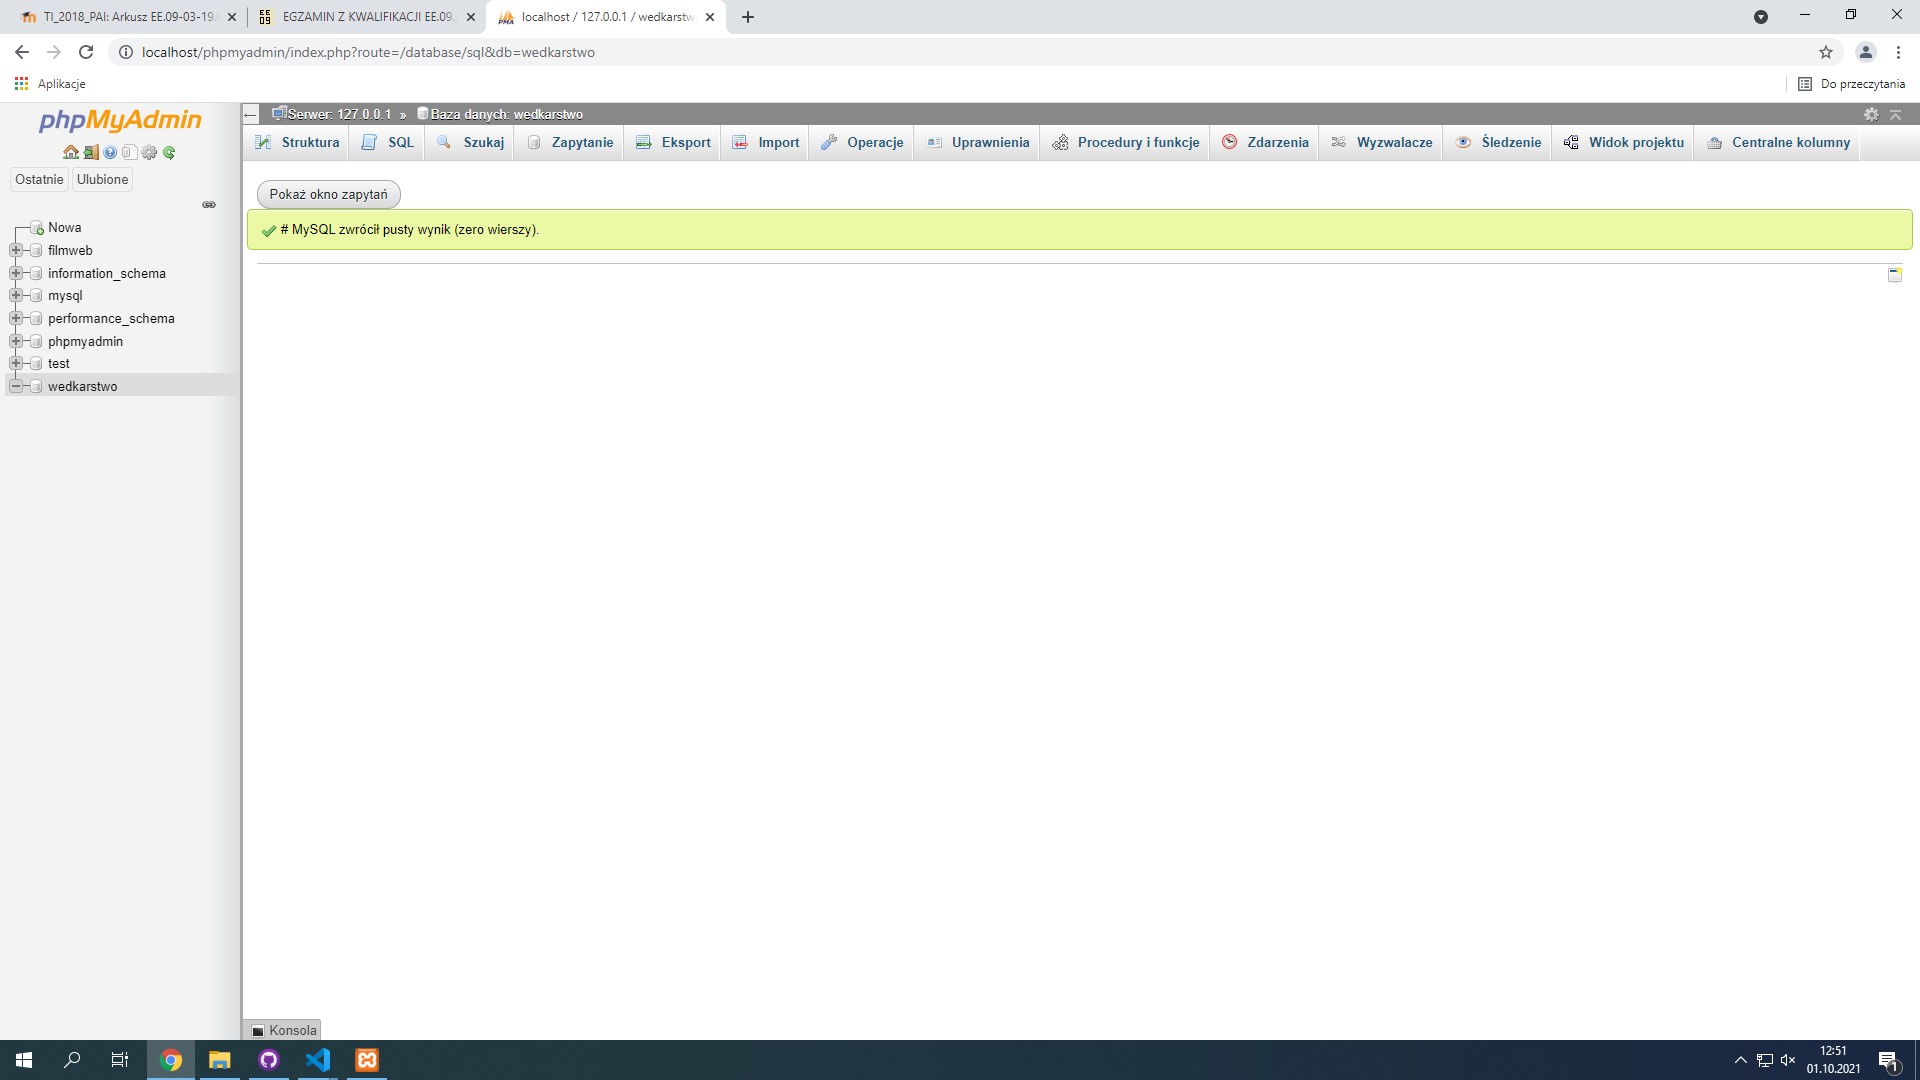 TI_2018_PAI: Arkusz EE.09-03-19.
EE 09
EGZAMIN Z KWALIFIKACJI EE.09.
PMA
localhost / 127.0.0.1 / wedkarstw
localhost/phpmyadmin/index.php?route=/database/sql&db=wedkarstwo
Aplikacje
Do przeczytania
phpMyAdmin
Serwer: 127.0.0.1 » Baza danych: wedkarstwo
Struktura SQL Szukaj Zapytanie Eksport Import Operacje Uprawnienia Procedury i funkcje Zdarzenia Wyzwalacze Śledzenie Widok projektu Centralne kolumny
Ostatnie Ulubione
Nowa
filmweb
information_schema
mysql
performance_schema
phpmyadmin
test
wedkarstwo
Pokaż okno zapytań
# MySQL zwrócił pusty wynik (zero wierszy).
Konsola
12:51
01.10.2021
1